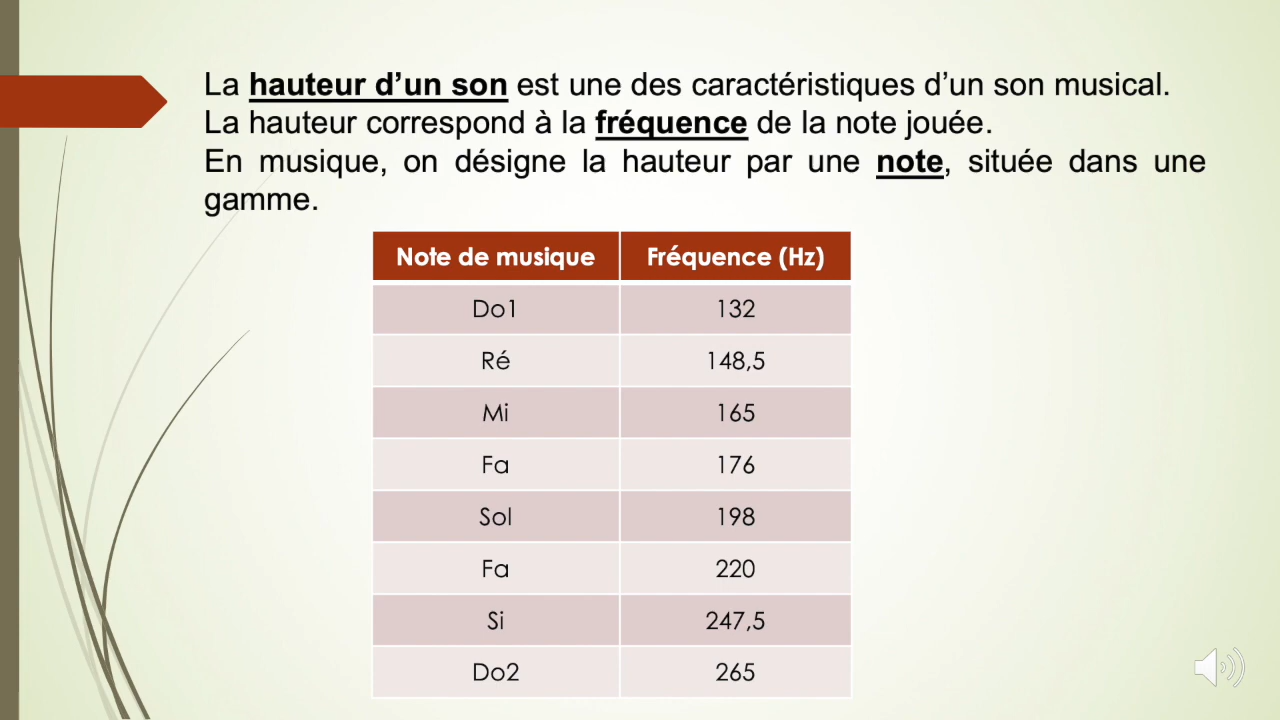 La hauteur d’un son est une des caractéristiques d’un son musical.
La hauteur correspond à la fréquence de la note jouée.
En musique, on désigne la hauteur par une note, située dans une
gamme.
Note de musique Fréquence (Hz)
Do1 132
Ré 148,5
Mi 165
Fa 176
Sol 198
Fa 220
Si 247,5
Do2 265